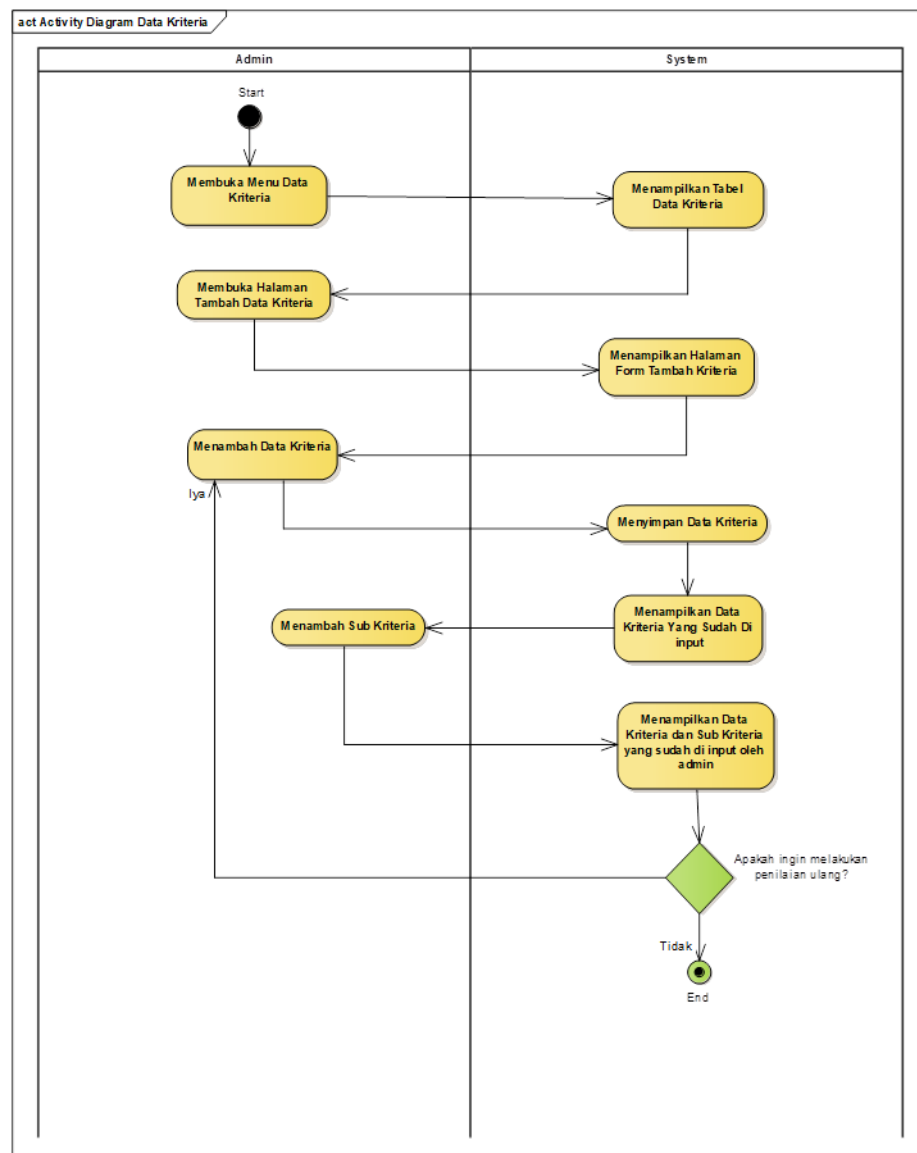 act Activity Diagram Data Kriteria
Admin
System
Start
Membuka Menu Data
Kriteria
Menampilkan Tabel
Data Kriteria
Membuka Halaman
Tambah Data Kriteria
Menampilkan Halaman
Form Tambah Kriteria
Menambah Data Kriteria
Iya
Menyimpan Data Kriteria
Menampilkan Data
Kriteria Yang Sudah Di
input
Menambah Sub Kriteria
Menampilkan Data
Kriteria dan Sub Kriteria
yang sudah di input oleh
admin
Apakah ingin melakukan
penilaian ulang?
Tidak
End